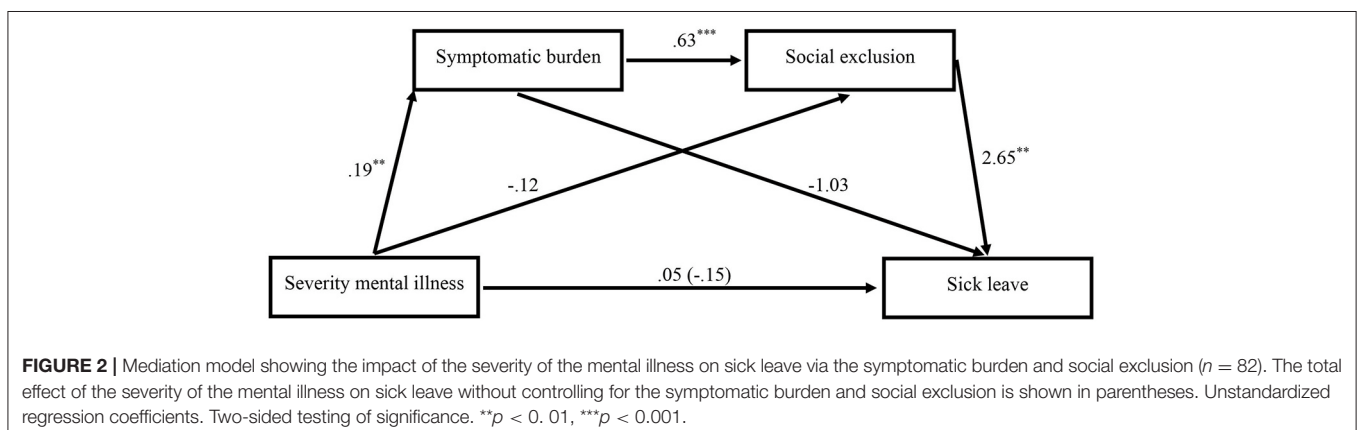 .63***
Symptomatic burden
Social exclusion
.19**
-.12
-1.03
2.65**
Severity mental illness
.05 (-.15)
Sick leave
FIGURE 2 | Mediation model showing the impact of the severity of the mental illness on sick leave via the symptomatic burden and social exclusion (n = 82). The total
effect of the severity of the mental illness on sick leave without controlling for the symptomatic burden and social exclusion is shown in parentheses. Unstandardized
regression coefficients. Two-sided testing of significance. **p < 0. 01, ***p < 0.001.